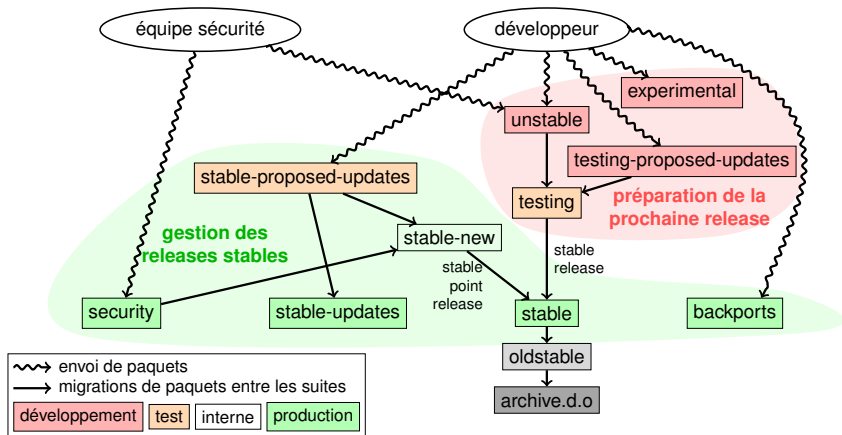 équipe sécurité
développeur
experimental
unstable
testing-proposed-updates
stable-proposed-updates
testing
préparation de la
prochaine release
gestion des
releases stables
stable-new
stable
release
stable
point
release
security
stable-updates
stable
backports
oldstable
archive.d.o
envoi de paquets
migrations de paquets entre les suites
développement
test
interne
production